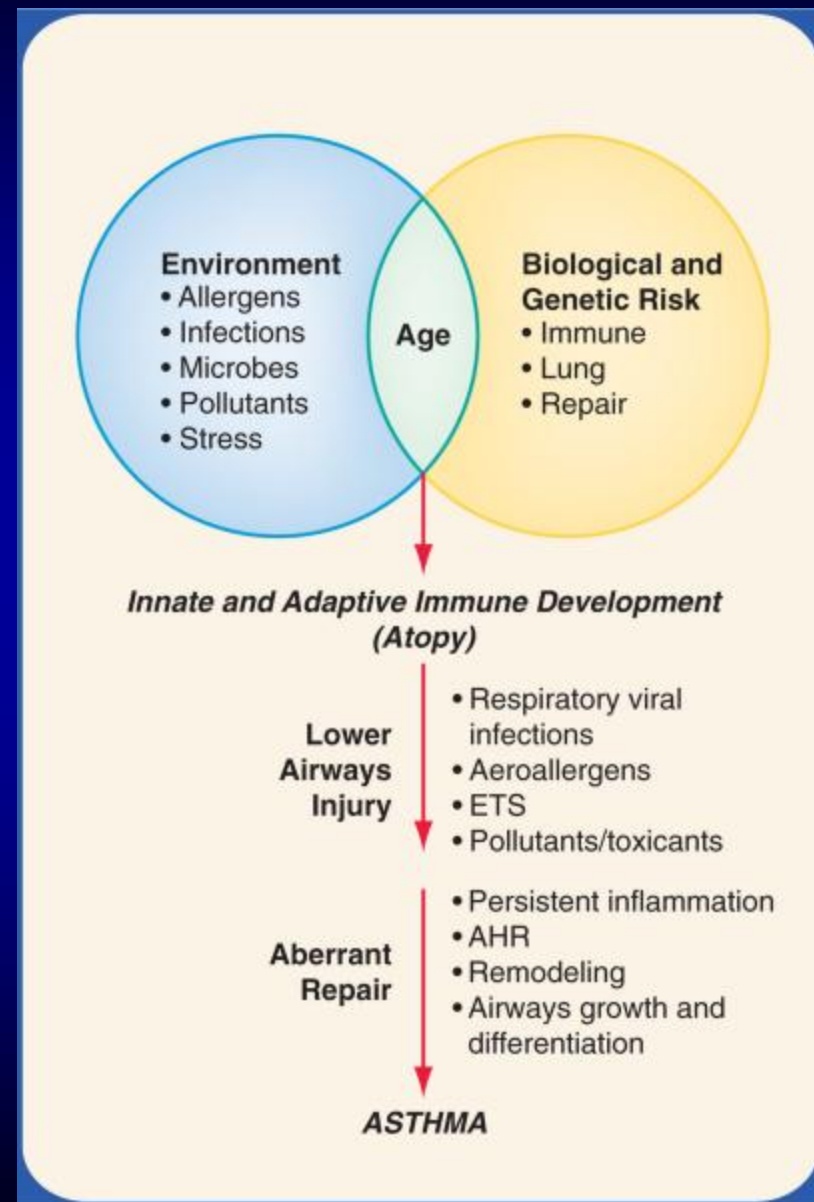 Environment
• Allergens
• Infections
• Microbes
• Pollutants
• Stress
Age
Biological and
Genetic Risk
• Immune
• Lung
• Repair
Innate and Adaptive Immune Development
(Atopy)
Lower
Airways
Injury
• Respiratory viral
infections
• Aeroallergens
• ETS
• Pollutants/toxicants
Aberrant
Repair
• Persistent inflammation
• AHR
• Remodeling
• Airways growth and
differentiation
ASTHMA